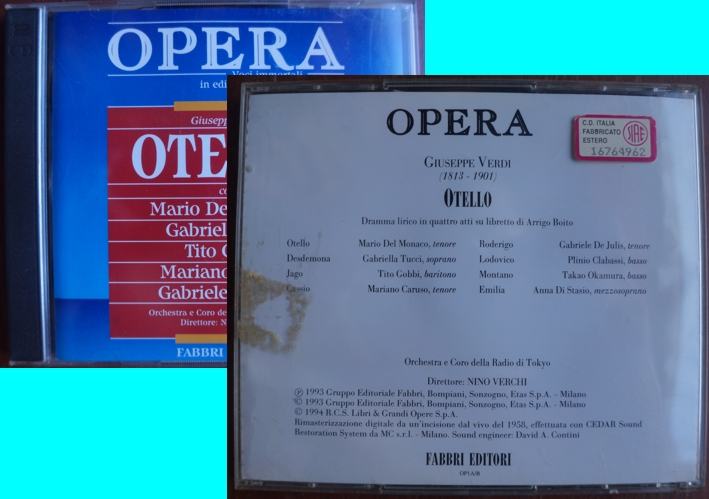 OPERA
Voci immortali
in edi
Giuseppe
OTE
Mario De
Gabriel
Tito G
Mariano
Gabriele
Orchestra e Coro de
Direttore: N
FABBRI
OPERA
C.D. ITALIA
FABBRICATO
ESTERO
SIAE
16764962
GIUSEPPE VERDI
(1813 - 1901)
OTELLO
Dramma lirico in quattro atti su libretto di Arrigo Boito
Otello Mario Del Monaco, tenore Roderigo Gabriele De Julis, tenore
Desdemona Gabriella Tucci, soprano Lodovico Plinio Clabassi, basso
Jago Tito Gobbi, baritono Montano Takao Okamura, basso
Cassio Mariano Caruso, tenore Emilia Anna Di Stasio, mezzosoprano
Orchestra e Coro della Radio di Tokyo
Direttore: NINO VERCHI
℗ 1993 Gruppo Editoriale Fabbri, Bompiani, Sonzogno, Etas S.p.A. - Milano
© 1993 Gruppo Editoriale Fabbri, Bompiani, Sonzogno, Etas S.p.A. - Milano
© 1994 R.C.S. Libri & Grandi Opere S.p.A.
Rimasterizzazione digitale da un'incisione dal vivo del 1958, effettuata con CEDAR Sound
Restoration System da MC s.r.l. - Milano. Sound engineer: David A. Contini
FABBRI EDITORI
OP1A/B